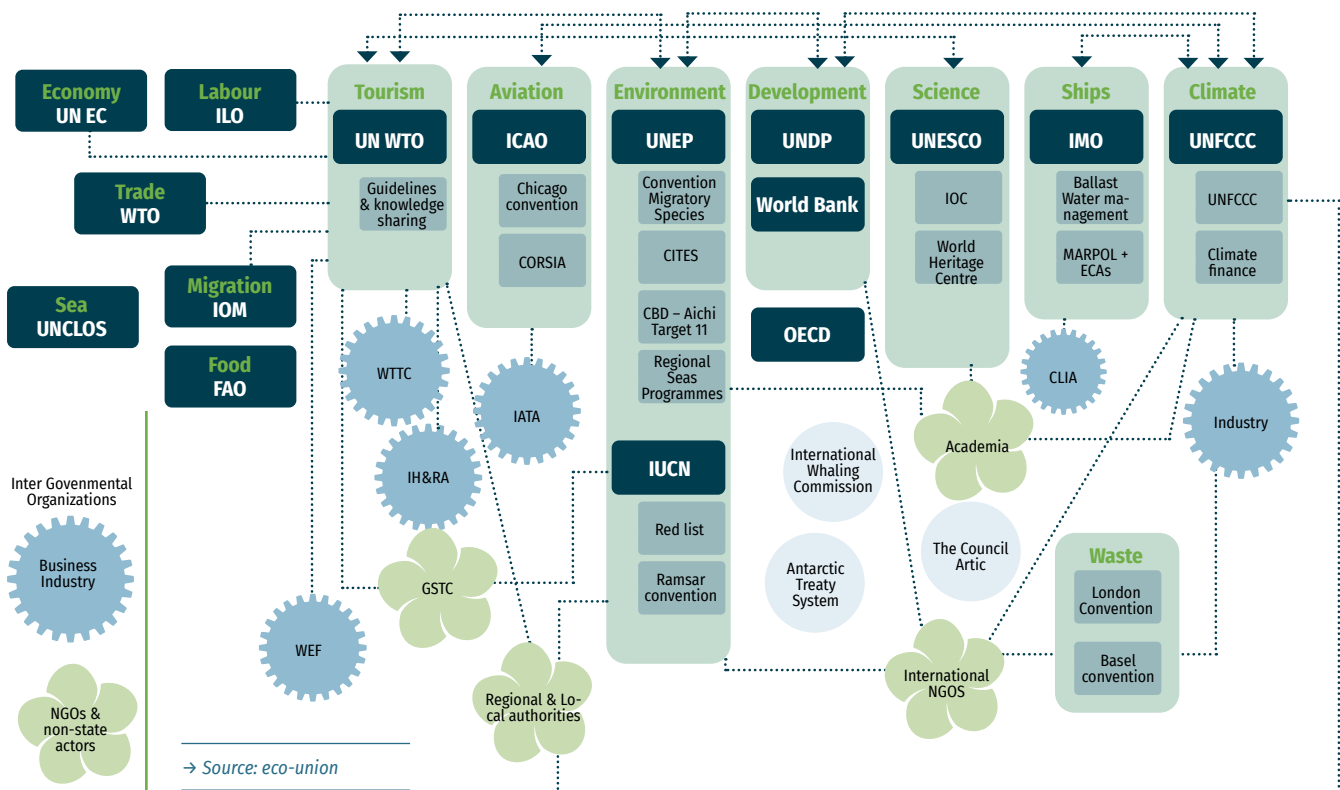 Economy
UN EC
Labour
ILO
Trade
WTO
Migration
IOM
Sea
UNCLOS
Food
FAO
Tourism
UN WTO
Guidelines
& knowledge
sharing
Aviation
ICAO
Chicago
convention
CORSIA
Environment
UNEP
Convention
Migratory
Species
CITES
CBD – Aichi
Target 11
Regional
Seas
Programmes
IUCN
Red list
Ramsar
convention
Development
UNDP
World Bank
OECD
Science
UNESCO
IOC
World
Heritage
Centre
Ships
IMO
Ballast
Water ma-
nagement
MARPOL +
ECAs
Climate
UNFCCC
UNFCCC
Climate
finance
WTTC
IH&RA
IATA
CLIA
Industry
Academia
International
Whaling
Commission
Antarctic
Treaty
System
The Council
Artic
Waste
London
Convention
Basel
convention
GSTC
WEF
Regional & Lo-
cal authorities
International
NGOS
Inter Govenmental
Organizations
Business
Industry
NGOs &
non-state
actors
→ Source: eco-union